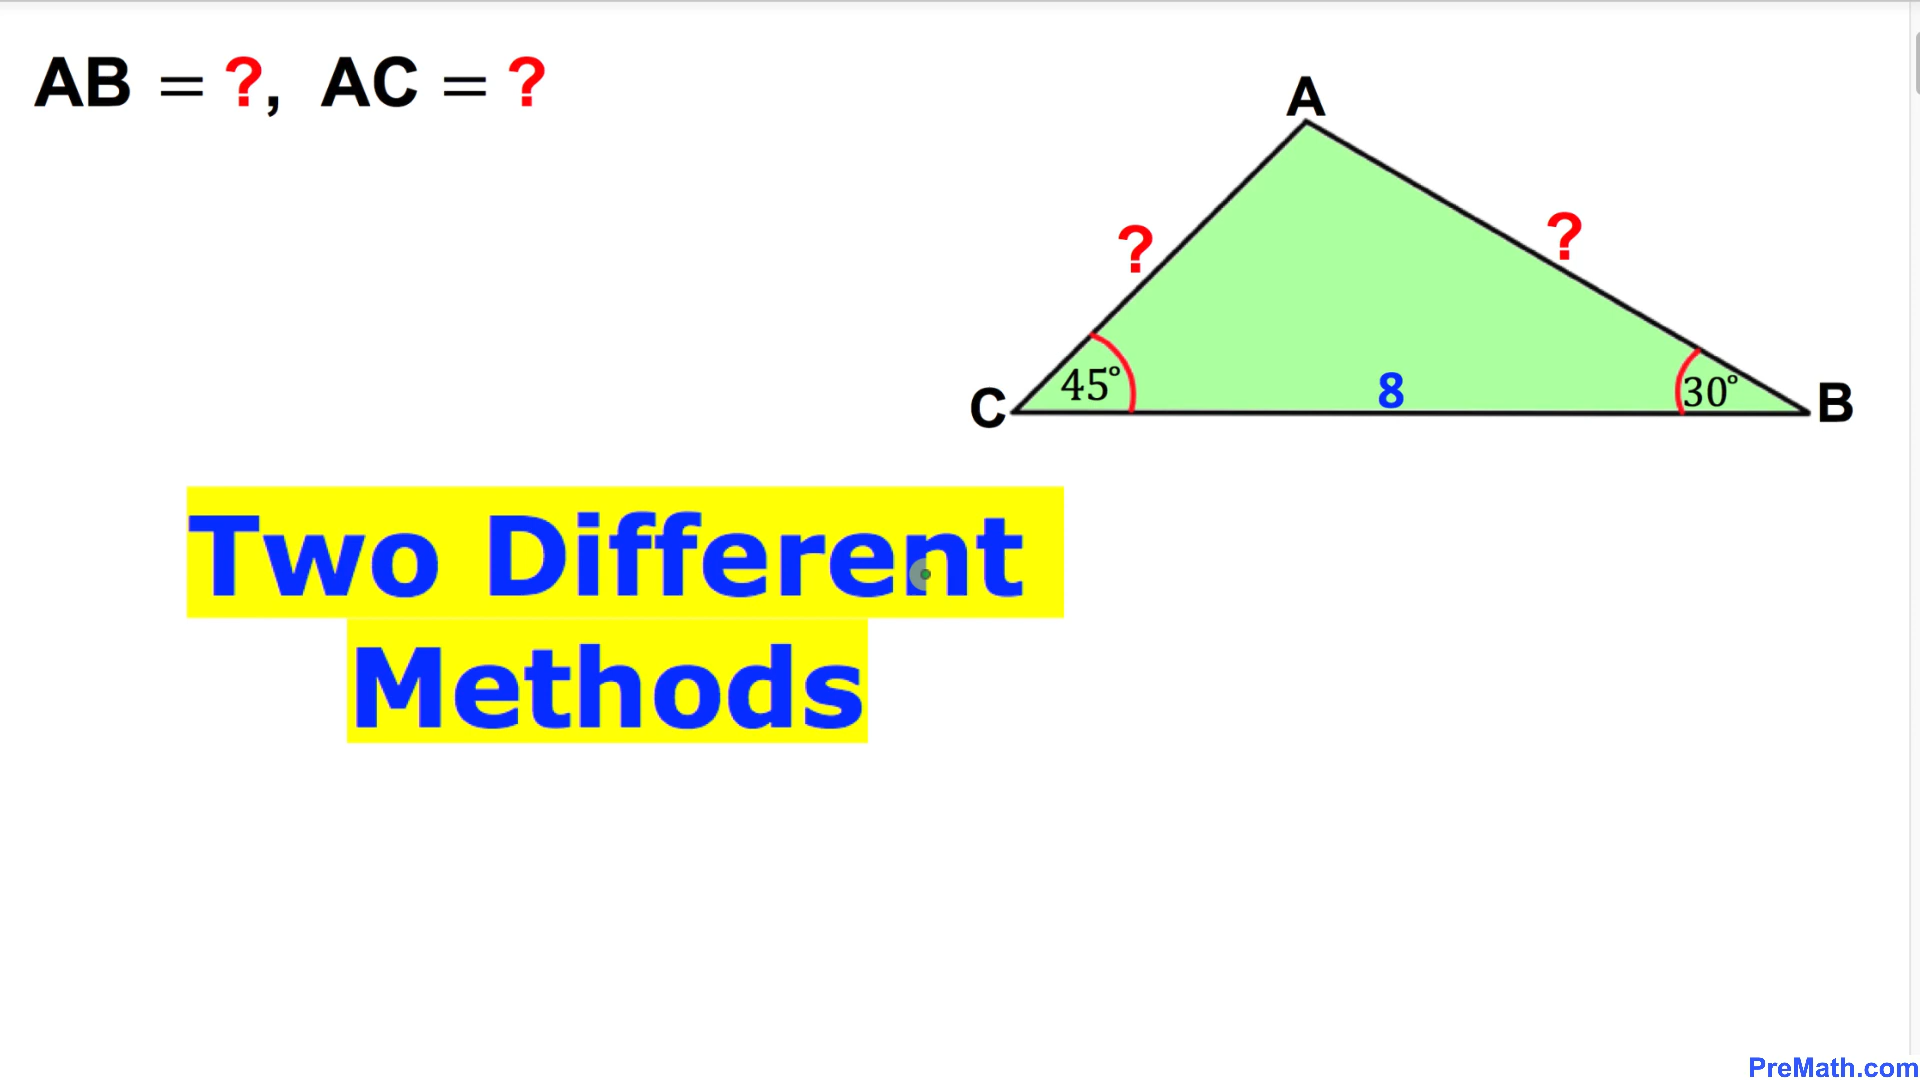 AB = ?, AC = ?
A
?
?
45°
8
30°
C
B
Two Different
Methods
PreMath.com